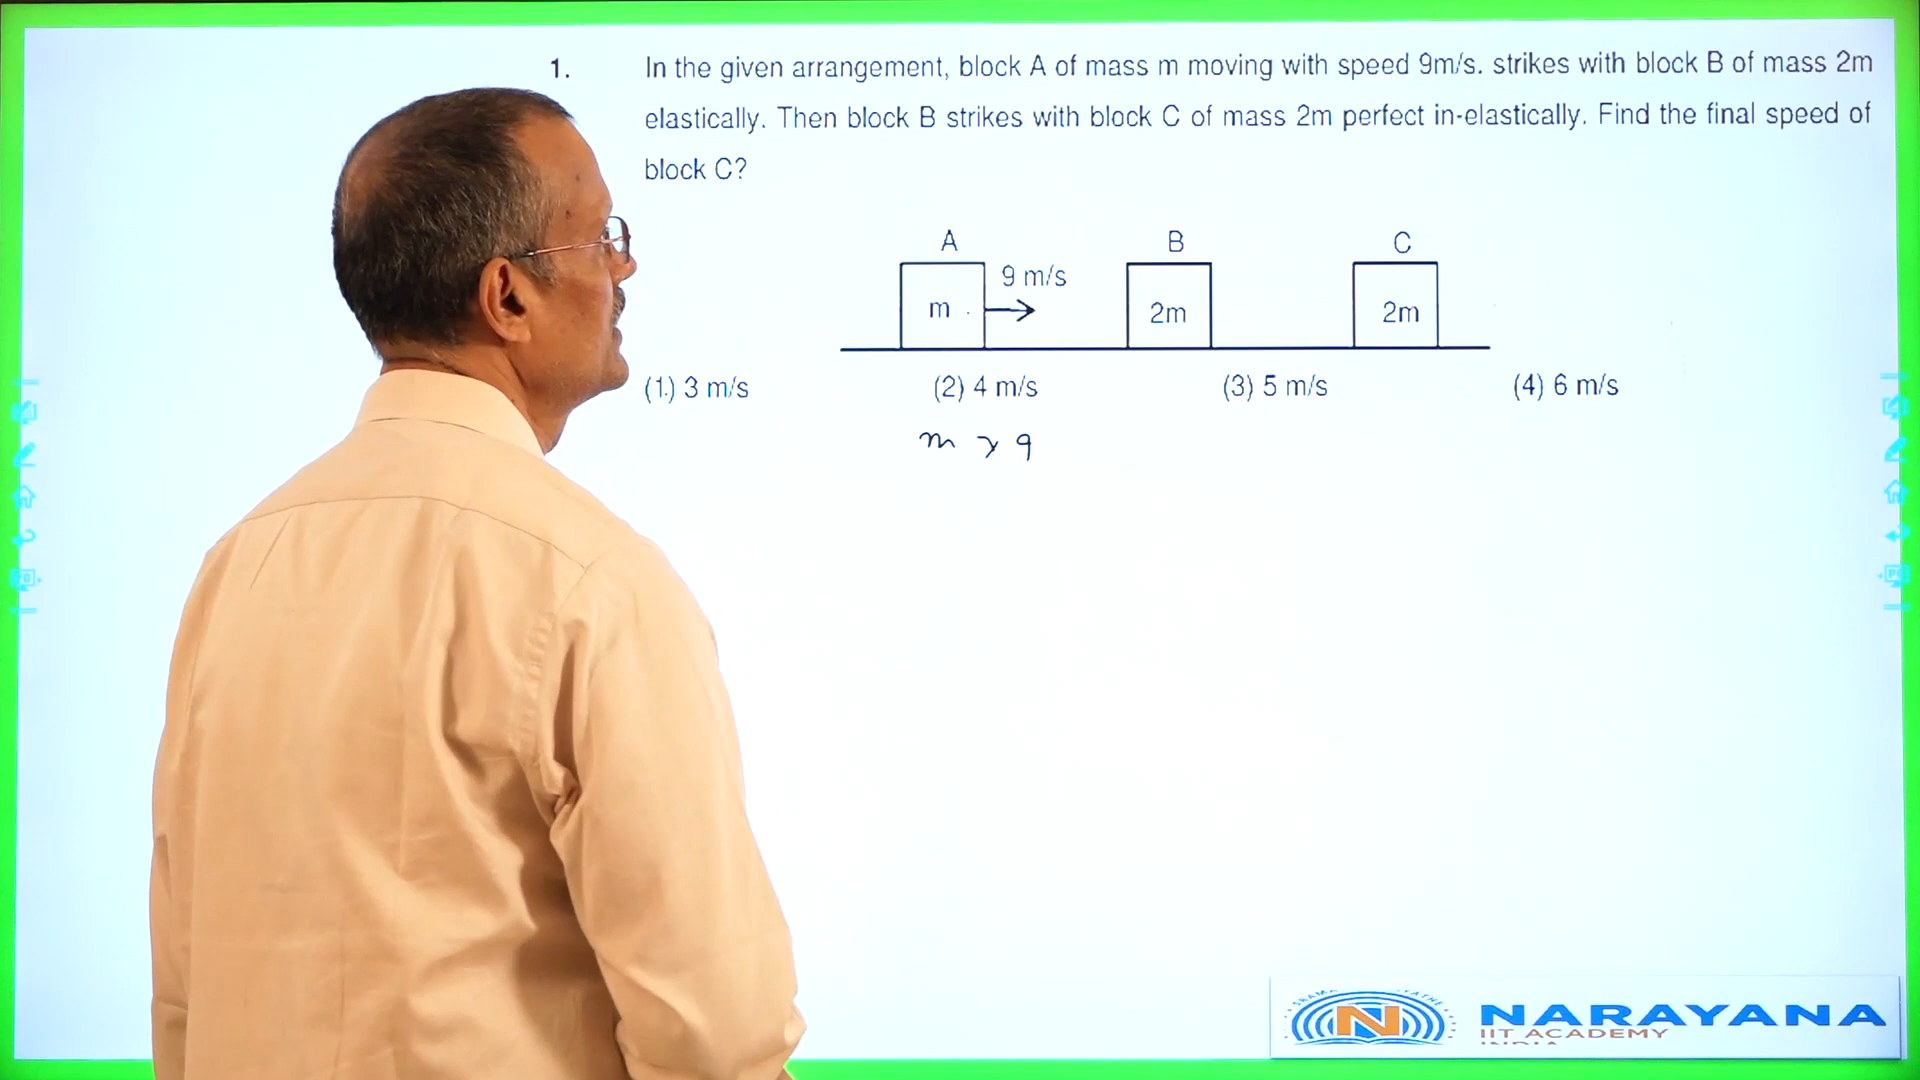 1. In the given arrangement, block A of mass m moving with speed 9m/s. strikes with block B of mass 2m
elastically. Then block B strikes with block C of mass 2m perfect in-elastically. Find the final speed of
block C?
A B C
9 m/s
m 2m 2m
(1) 3 m/s (2) 4 m/s (3) 5 m/s (4) 6 m/s
m × 9
NARAYANA
IIT ACADEMY
INDIA